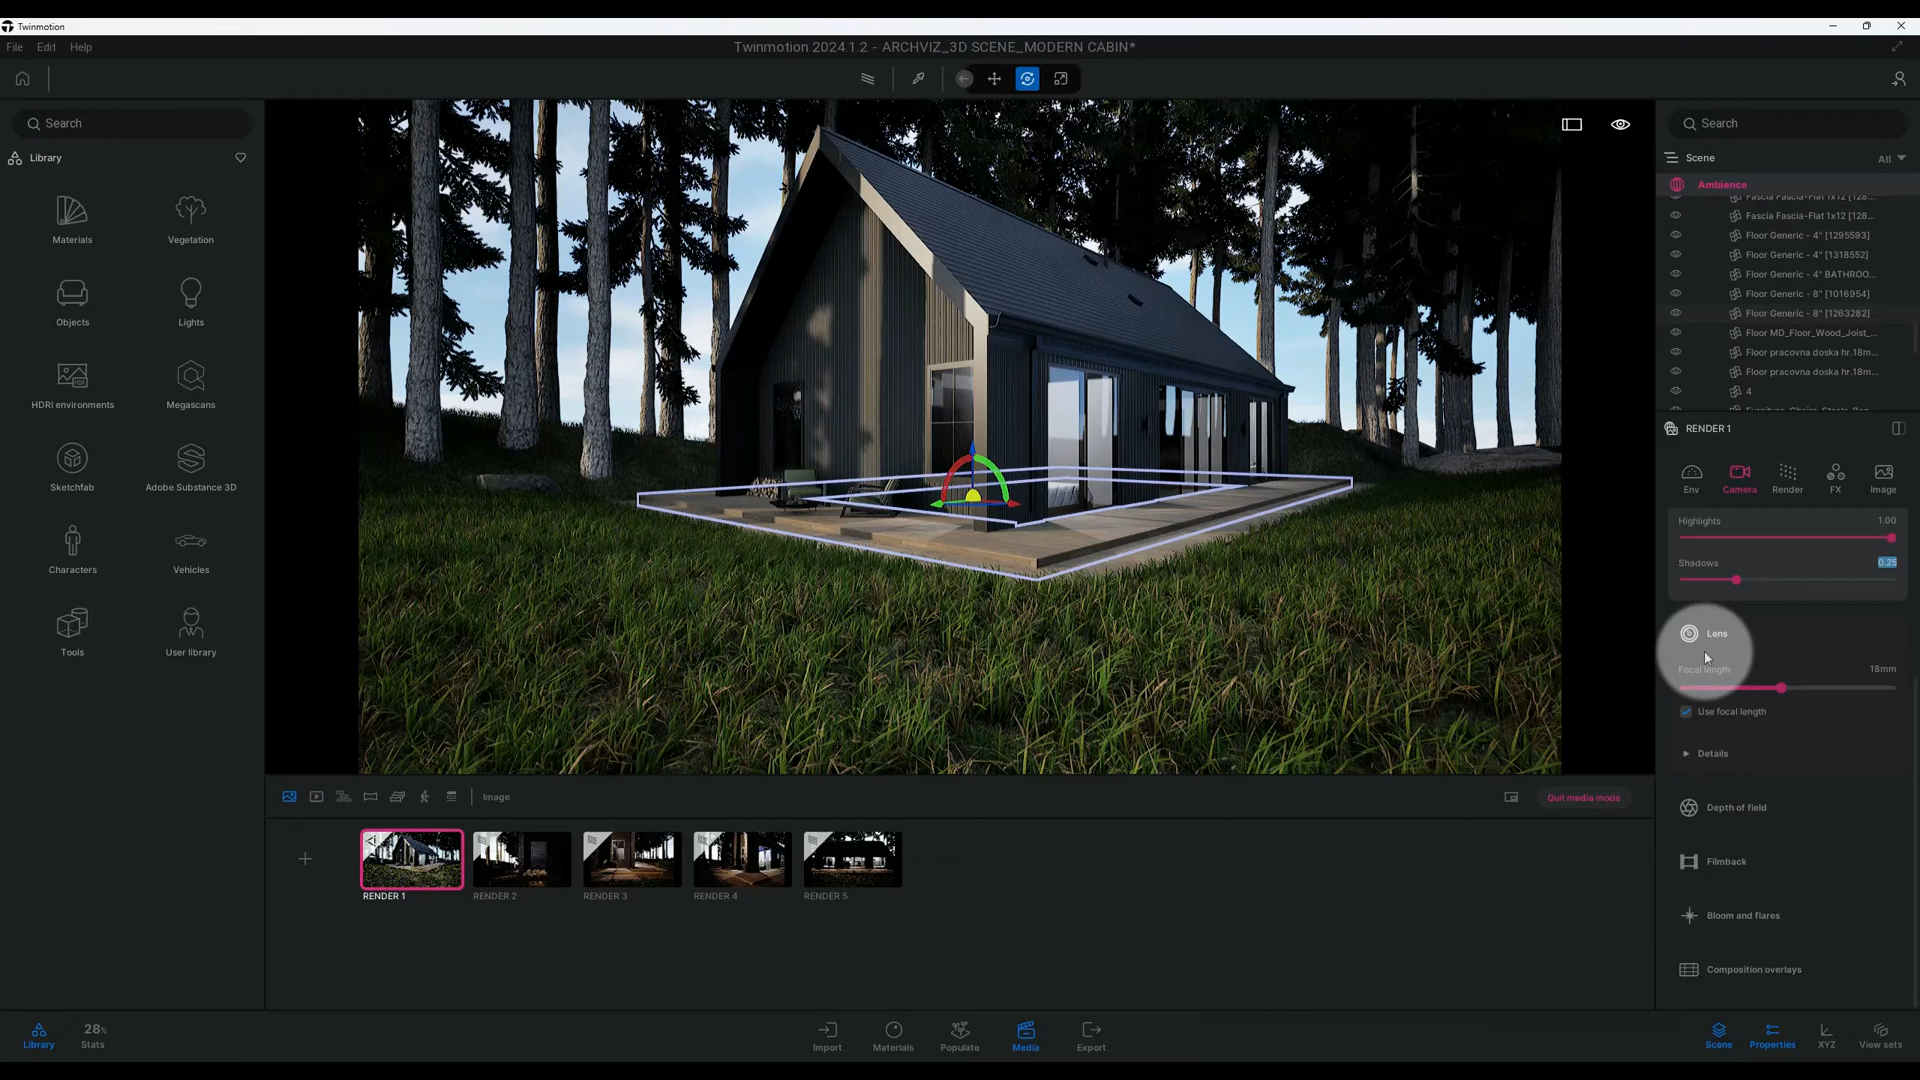 Twinmotion
File Edit Help
Twinmotion 2024.1.2 - ARCHVIZ_3D SCENE_MODERN CABIN*
Search
Library
Materials
Vegetation
Objects
Lights
HDRI environments
Megascans
Sketchfab
Adobe Substance 3D
Characters
Vehicles
Tools
User library
Search
Scene All
Ambience
Fascia Fascia-Flat 1x12 [128...
Fascia Fascia-Flat 1x12 [128...
Floor Generic - 4" [1295593]
Floor Generic - 4" [1318552]
Floor Generic - 4" BATHROO...
Floor Generic - 8" [1016954]
Floor Generic - 8" [1263282]
Floor MD_Floor_Wood_Joist_...
Floor pracovna doska hr.18m...
Floor pracovna doska hr.18m...
4
RENDER 1
Env Camera Render FX Image
Highlights 1.00
Shadows 0.25
Lens
Focal length 18mm
Use focal length
Details
Depth of field
Filmback
Bloom and flares
Composition overlays
Image
Quit media mode
RENDER 1 RENDER 2 RENDER 3 RENDER 4 RENDER 5
Library
28%
Stats
Import Materials Populate Media Export
Scene Properties XYZ View sets